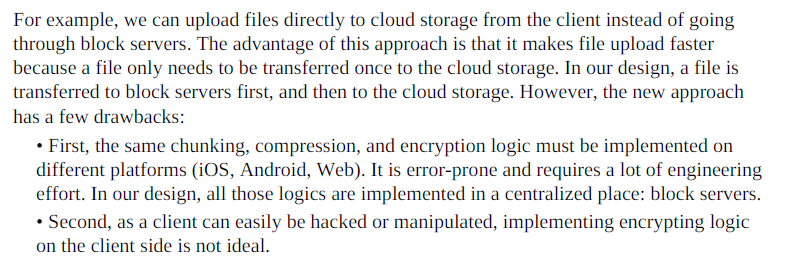 For example, we can upload files directly to cloud storage from the client instead of going
through block servers. The advantage of this approach is that it makes file upload faster
because a file only needs to be transferred once to the cloud storage. In our design, a file is
transferred to block servers first, and then to the cloud storage. However, the new approach
has a few drawbacks:
• First, the same chunking, compression, and encryption logic must be implemented on
different platforms (iOS, Android, Web). It is error-prone and requires a lot of engineering
effort. In our design, all those logics are implemented in a centralized place: block servers.
• Second, as a client can easily be hacked or manipulated, implementing encrypting logic
on the client side is not ideal.